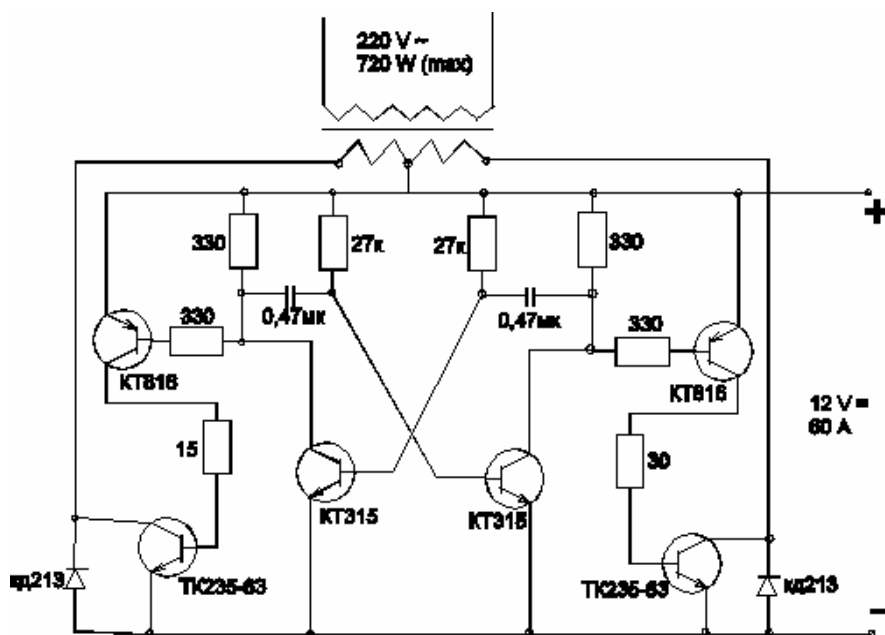 220 V ~
720 W (max)
330
27к
27к
330
0,47мк
0,47мк
330
330
КТ816
КТ816
12 V =
60 А
15
30
КТ315
КТ315
кд213
ТК235-63
ТК235-63
кд213
+
−